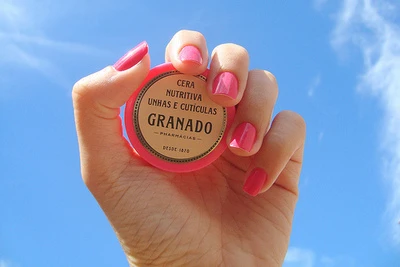 CERA
NUTRITIVA
UNHAS E CUTÍCULAS
GRANADO
PHARMACIAS
DESDE 1870